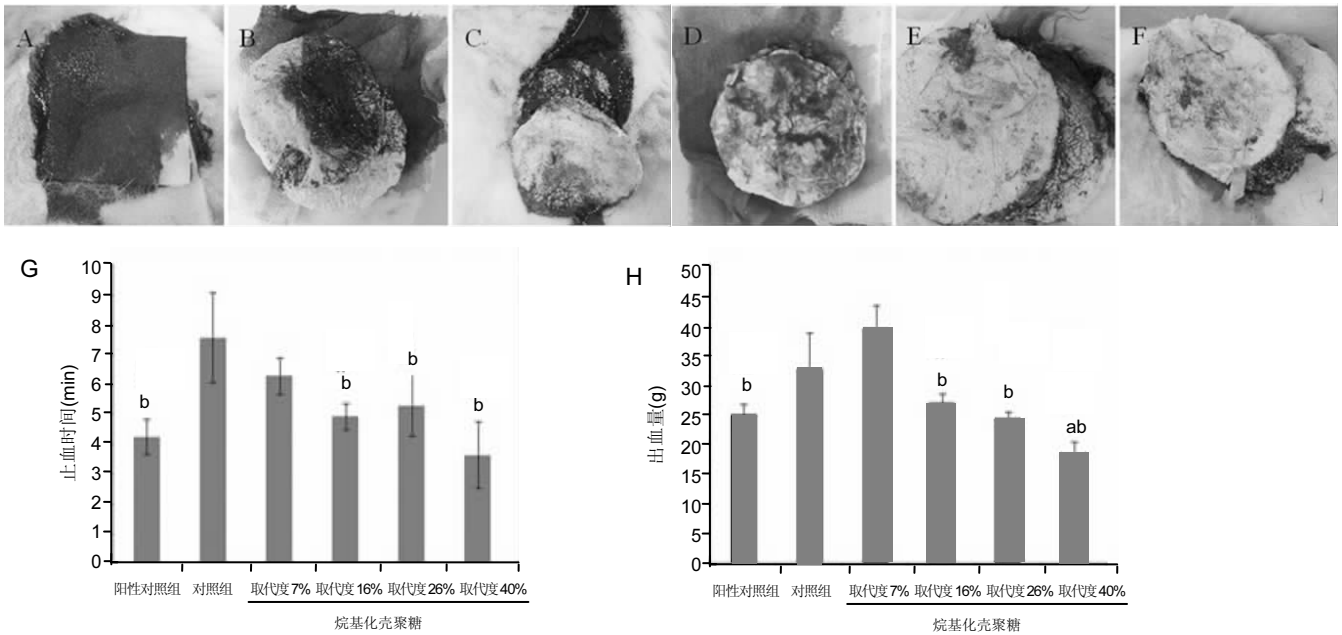 A B C D E F
G
止血时间(min)
10
9
8
7
6
5
4
3
2
1
0
b
b
b
b
阳性对照组 对照组 取代度7% 取代度16% 取代度26% 取代度40%
烷基化壳聚糖
H
出血量(g)
50
45
40
35
30
25
20
15
10
5
0
b
b
b
ab
阳性对照组 对照组 取代度7% 取代度16% 取代度26% 取代度40%
烷基化壳聚糖